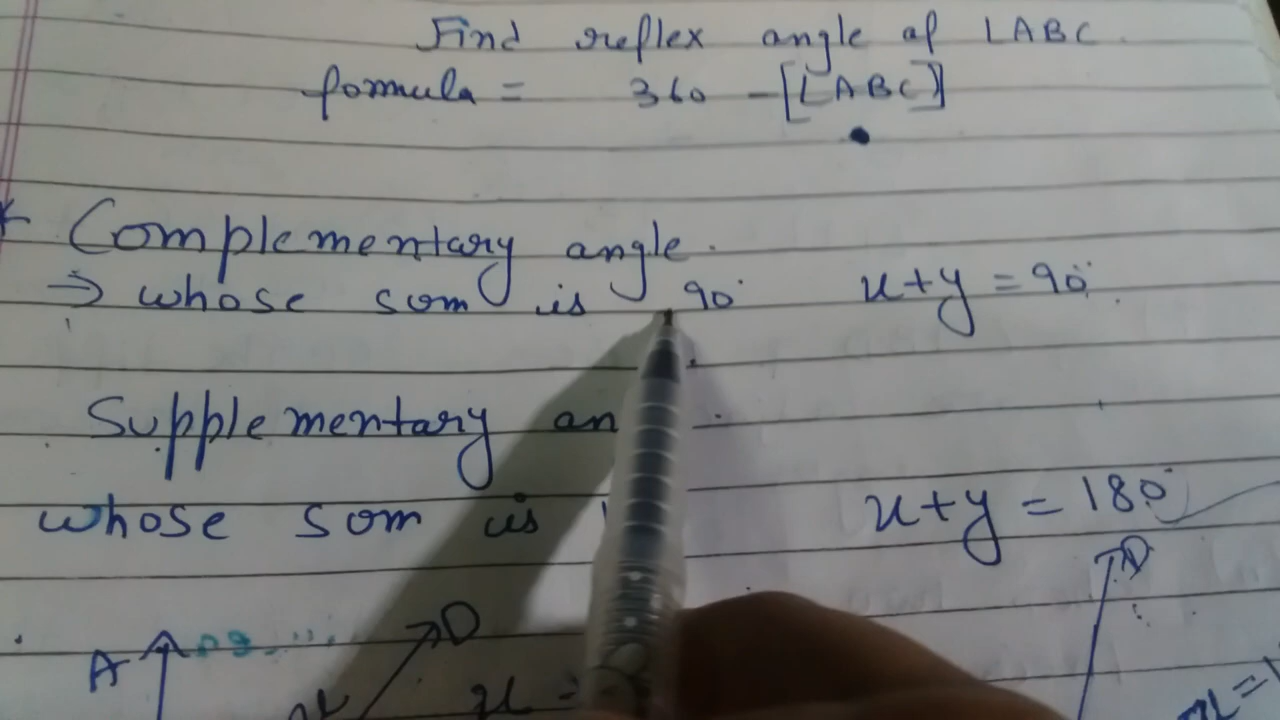 Find reflex angle of ∠ABC.
formula = 360 - [∠ABC]
Complementary angle.
⇒ whose som is 90° x+y = 90°
Supplementary an
whose som is x+y = 180°
A D D
x =